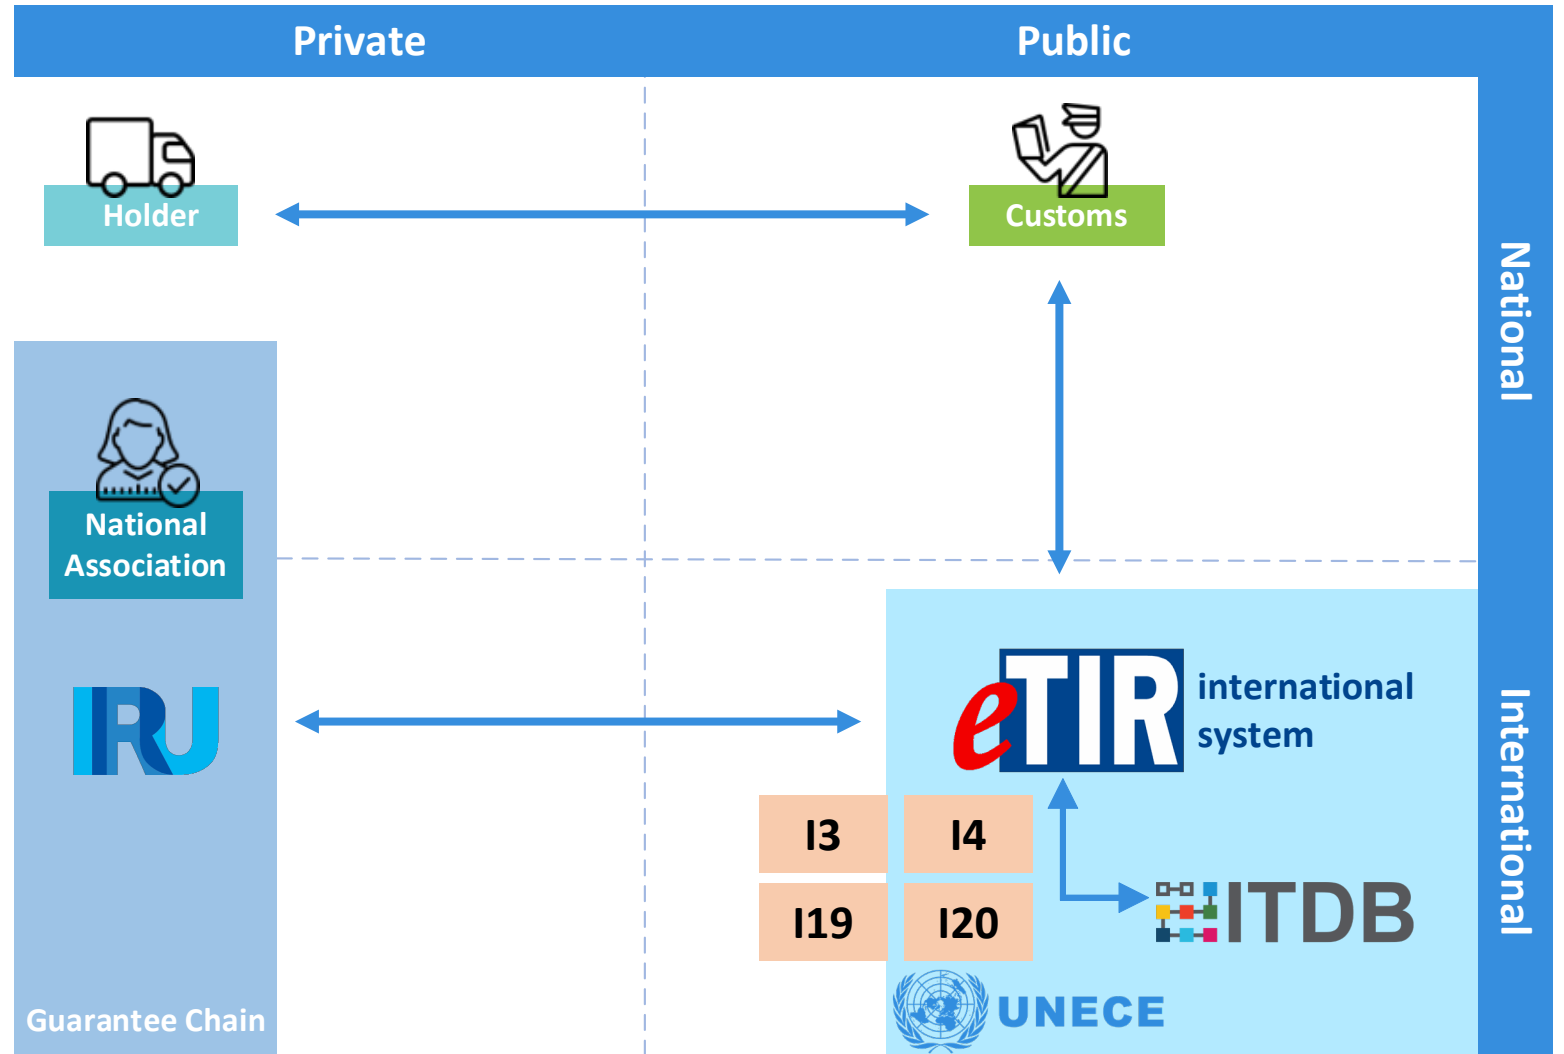 Private
Public
Holder
Customs
National
National
Association
IRU
eTIR
international
system
I3
I4
I19
I20
ITDB
International
Guarantee Chain
UNECE